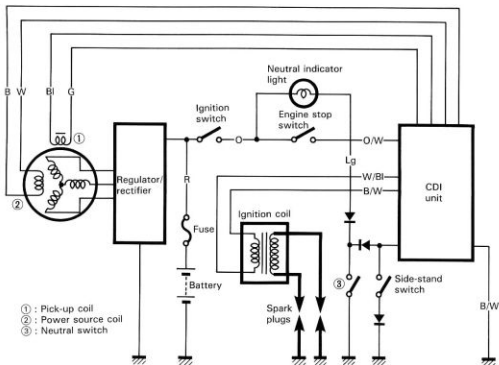 B W Bl G
Neutral indicator
light
Ignition
switch
Engine stop
switch
①
O
O/W
Lg
Regulator/
rectifier
R
W/Bl
B/W
CDI
unit
②
Ignition coil
Fuse
Battery
③
Side-stand
switch
Spark
plugs
B/W
① : Pick-up coil
② : Power source coil
③ : Neutral switch